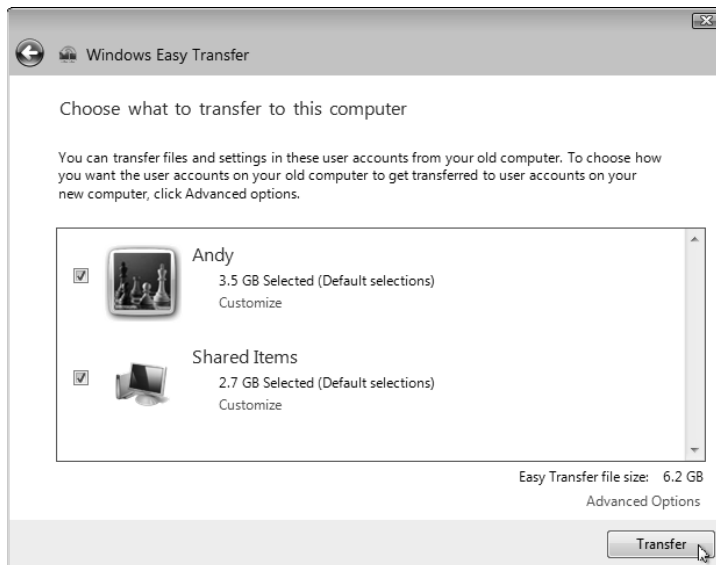 Windows Easy Transfer
Choose what to transfer to this computer
You can transfer files and settings in these user accounts from your old computer. To choose how
you want the user accounts on your old computer to get transferred to user accounts on your
new computer, click Advanced options.
Andy
3.5 GB Selected (Default selections)
Customize
Shared Items
2.7 GB Selected (Default selections)
Customize
Easy Transfer file size: 6.2 GB
Advanced Options
Transfer